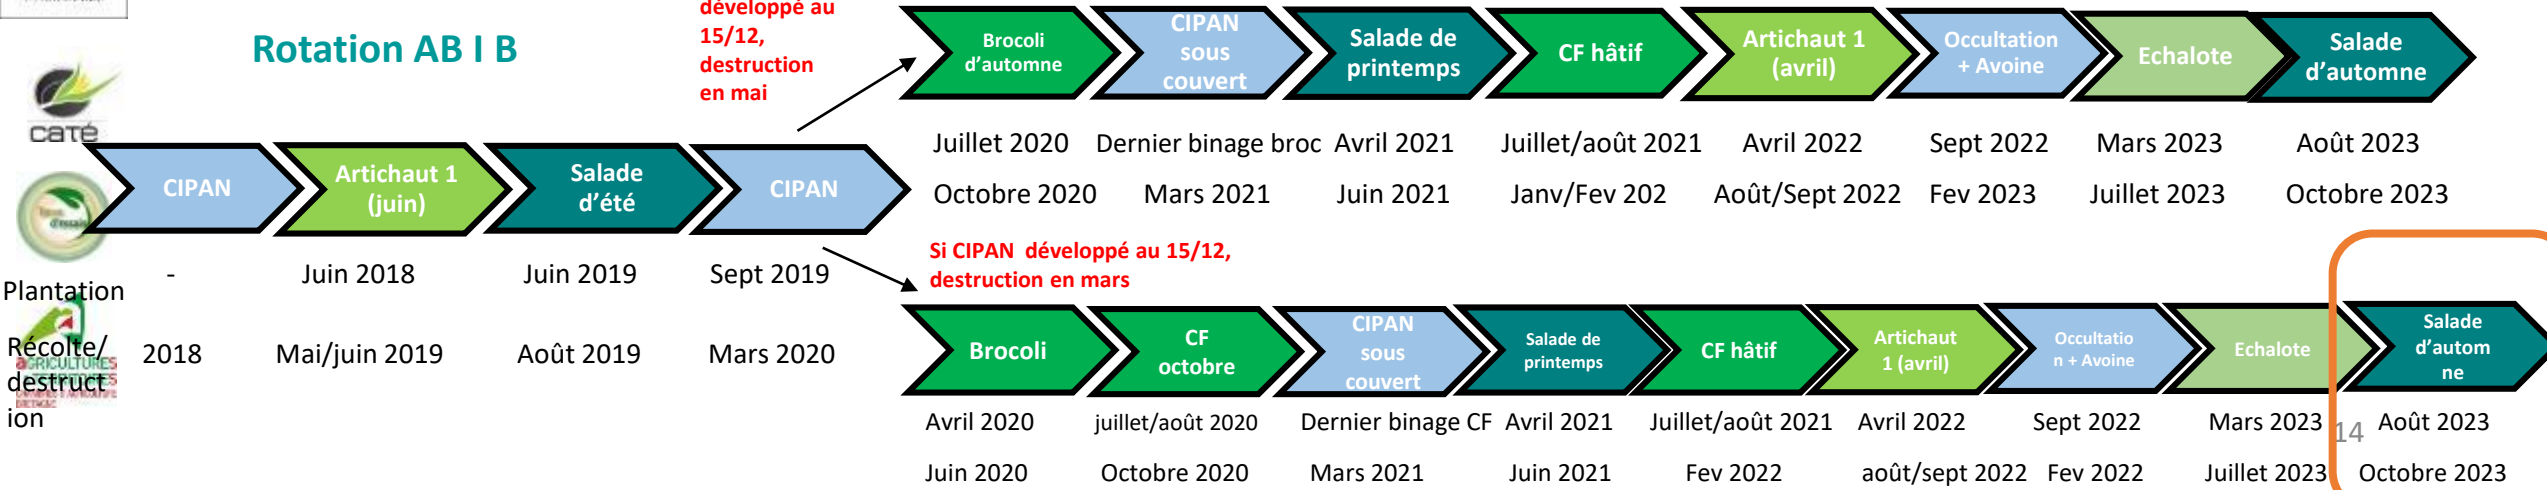 développé au
15/12,
destruction
en mai
Rotation AB I B
Brocoli
d'automne
CIPAN
sous
couvert
Salade de
printemps
CF hâtif
Artichaut 1
(avril)
Occultation
+ Avoine
Echalote
Salade
d'automne
Juillet 2020
Dernier binage broc
Avril 2021
Juillet/août 2021
Avril 2022
Sept 2022
Mars 2023
Août 2023
Octobre 2020
Mars 2021
Juin 2021
Janv/Fev 202
Août/Sept 2022
Fev 2023
Juillet 2023
Octobre 2023
caté
CIPAN
Artichaut 1
(juin)
Salade
d'été
CIPAN
Plantation
-
Juin 2018
Juin 2019
Sept 2019
Récolte/
destruct
ion
2018
Mai/juin 2019
Août 2019
Mars 2020
AGRICULTURES
Si CIPAN développé au 15/12,
destruction en mars
Brocoli
CF
octobre
CIPAN
sous
couvert
Salade de
printemps
CF hâtif
Artichaut
1 (avril)
Occultatio
n + Avoine
Echalote
Salade
d'autom
ne
Avril 2020
juillet/août 2020
Dernier binage CF
Avril 2021
Juillet/août 2021
Avril 2022
Sept 2022
Mars 2023
Août 2023
Juin 2020
Octobre 2020
Mars 2021
Juin 2021
Fev 2022
août/sept 2022
Fev 2022
Juillet 2023
Octobre 2023
14